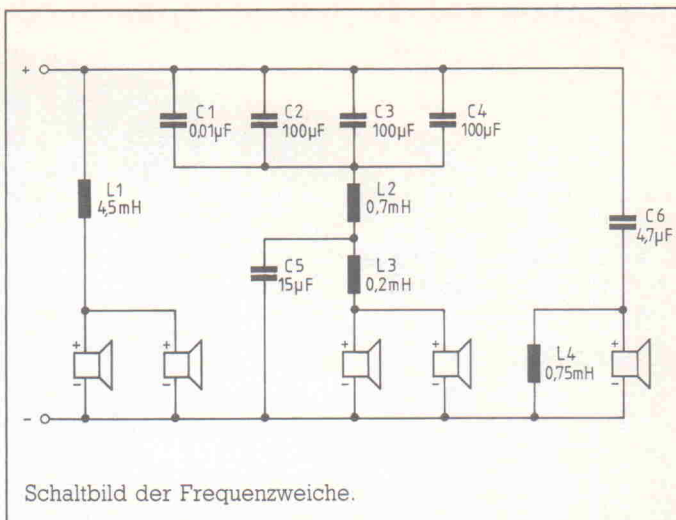 +
C1
0,01µF
C2
100µF
C3
100µF
C4
100µF
L1
4,5mH
L2
0,7mH
C6
4,7µF
C5
15µF
L3
0,2mH
L4
0,75mH
+
-
+
-
+
-
+
-
+
-
-
Schaltbild der Frequenzweiche.